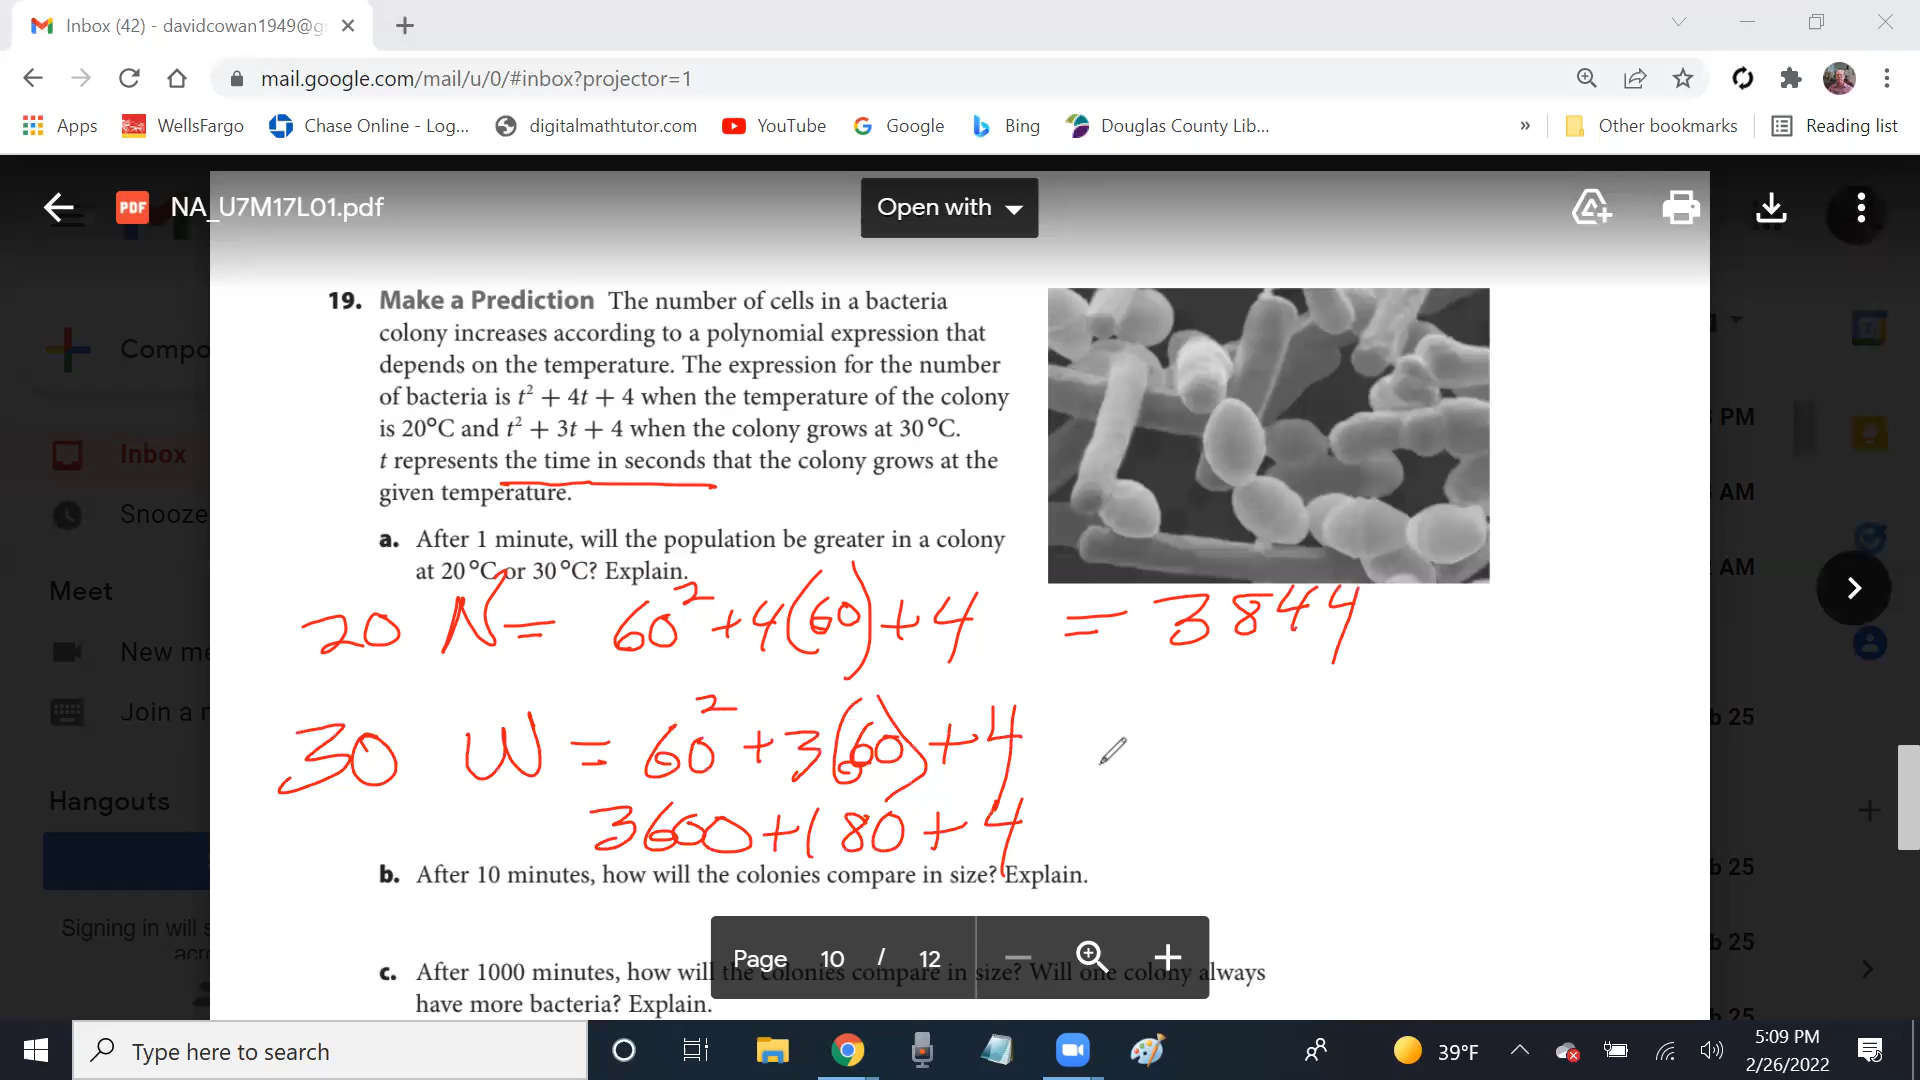 Inbox (42) - davidcowan1949@g
mail.google.com/mail/u/0/#inbox?projector=1
Apps WellsFargo Chase Online - Log... digitalmathtutor.com YouTube Google Bing Douglas County Lib... » Other bookmarks Reading list
PDF NA_U7M17L01.pdf Open with
19. Make a Prediction The number of cells in a bacteria
colony increases according to a polynomial expression that
depends on the temperature. The expression for the number
of bacteria is t² + 4t + 4 when the temperature of the colony
is 20°C and t² + 3t + 4 when the colony grows at 30°C.
t represents the time in seconds that the colony grows at the
given temperature.
a. After 1 minute, will the population be greater in a colony
at 20°C or 30°C? Explain.
20 N = 60² + 4(60) + 4 = 3844
30 W = 60² + 3(60) + 4
3600 + 180 + 4
b. After 10 minutes, how will the colonies compare in size? Explain.
c. After 1000 minutes, how will the colonies compare in size? Will one colony always
have more bacteria? Explain.
Page 10 / 12
Compo
Inbox
Snooze
Meet
New me
Join a r
Hangouts
Signing in will s
acro
PM
AM
AM
b 25
b 25
b 25
b 25
Type here to search
39°F
5:09 PM
2/26/2022